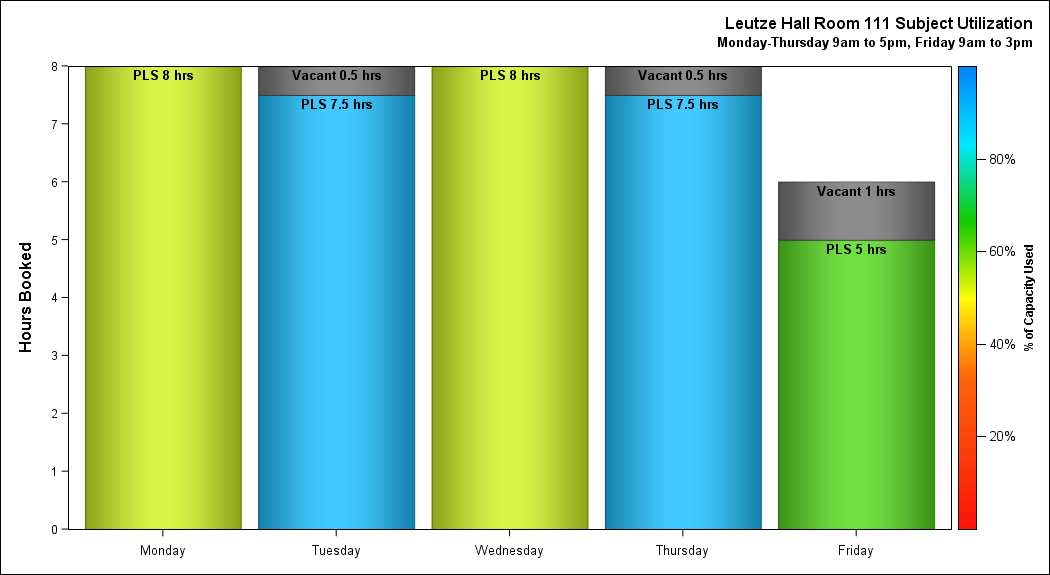 Leutze Hall Room 111 Subject Utilization
Monday-Thursday 9am to 5pm, Friday 9am to 3pm
Hours Booked
8
7
6
5
4
3
2
1
0
PLS 8 hrs
Vacant 0.5 hrs
PLS 7.5 hrs
PLS 8 hrs
Vacant 0.5 hrs
PLS 7.5 hrs
Vacant 1 hrs
PLS 5 hrs
Monday
Tuesday
Wednesday
Thursday
Friday
80%
60%
40%
20%
% of Capacity Used